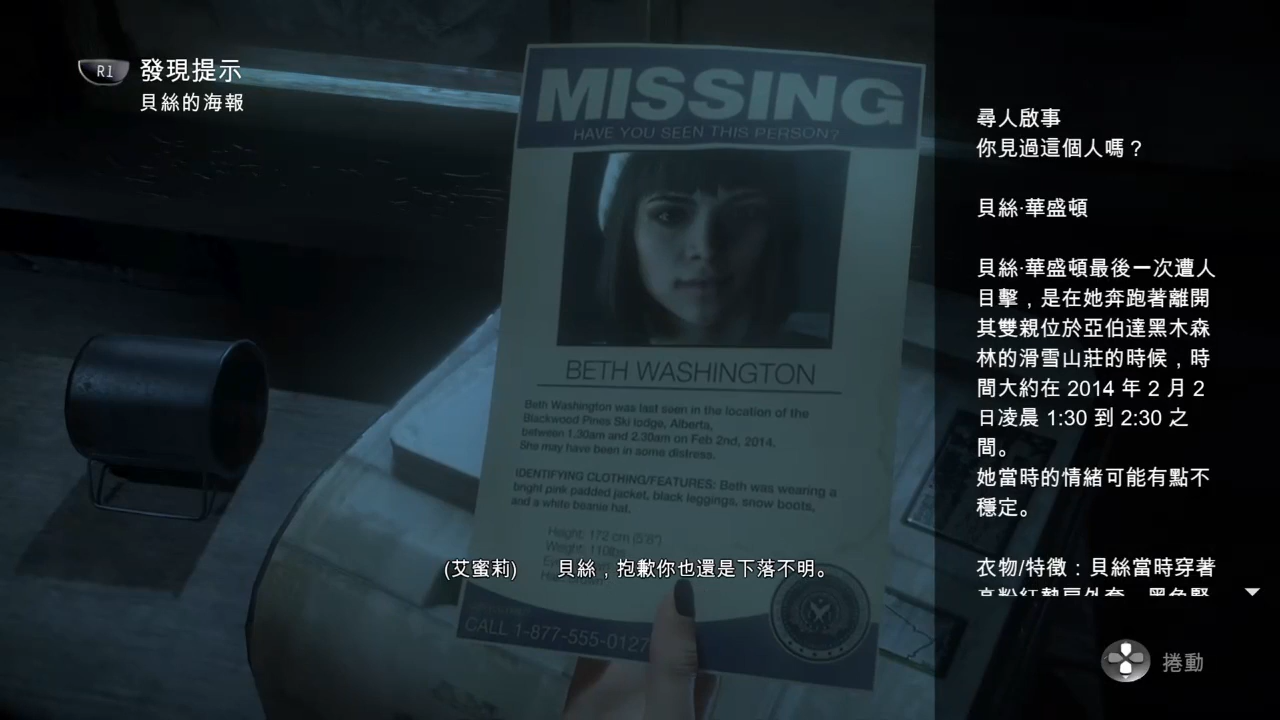 R1 發現提示
貝絲的海報
MISSING
HAVE YOU SEEN THIS PERSON?
BETH WASHINGTON
Beth Washington was last seen in the location of the
Blackwood Pines Ski lodge, Alberta,
between 1.30am and 2.30am on Feb 2nd, 2014.
She may have been in some distress.
IDENTIFYING CLOTHING/FEATURES: Beth was wearing a
bright pink padded jacket, black leggings, snow boots,
and a white beanie hat.
Height: 172 cm (5'8")
Weight: 110lbs
CALL 1-877-555-0127
(艾蜜莉) 貝絲，抱歉你也還是下落不明。
尋人啟事
你見過這個人嗎？
貝絲·華盛頓
貝絲·華盛頓最後一次遭人
目擊，是在她奔跑著離開
其雙親位於亞伯達黑木森
林的滑雪山莊的時候，時
間大約在 2014 年 2 月 2
日凌晨 1:30 到 2:30 之
間。
她當時的情緒可能有點不
穩定。
衣物/特徵：貝絲當時穿著
捲動